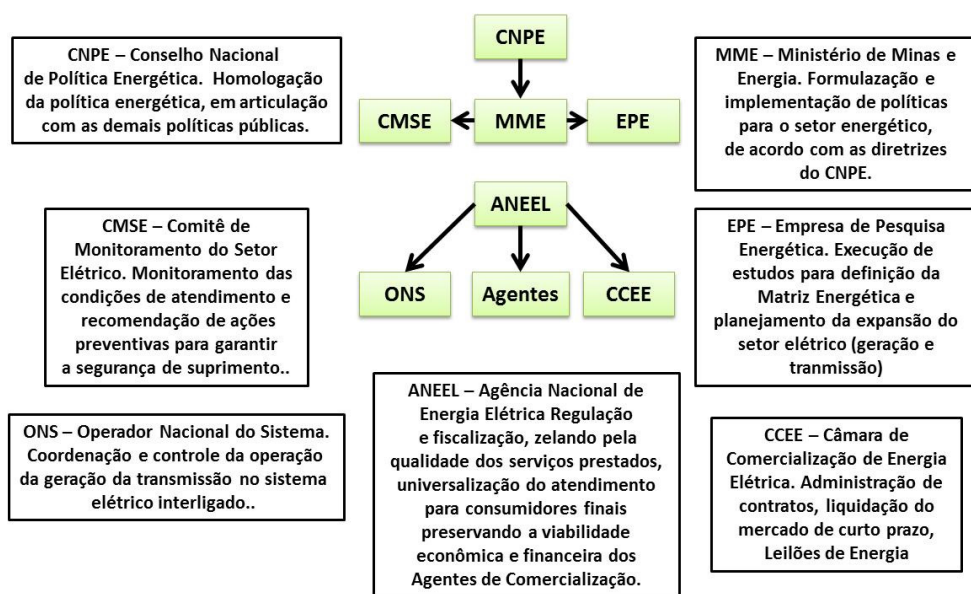 CNPE
CMSE
MME
EPE
ANEEL
ONS
Agentes
CCEE
CNPE – Conselho Nacional
de Política Energética. Homologação
da política energética, em articulação
com as demais políticas públicas.
MME – Ministério de Minas e
Energia. Formulazação e
implementação de políticas
para o setor energético,
de acordo com as diretrizes
do CNPE.
CMSE – Comitê de
Monitoramento do Setor
Elétrico. Monitoramento das
condições de atendimento e
recomendação de ações
preventivas para garantir
a segurança de suprimento..
EPE – Empresa de Pesquisa
Energética. Execução de
estudos para definição da
Matriz Energética e
planejamento da expansão do
setor elétrico (geração e
tranmissão)
ONS – Operador Nacional do Sistema.
Coordenação e controle da operação
da geração da transmissão no sistema
elétrico interligado..
ANEEL – Agência Nacional de
Energia Elétrica Regulação
e fiscalização, zelando pela
qualidade dos serviços prestados,
universalização do atendimento
para consumidores finais
preservando a viabilidade
econômica e financeira dos
Agentes de Comercialização.
CCEE – Câmara de
Comercialização de Energia
Elétrica. Administração de
contratos, liquidação do
mercado de curto prazo,
Leilões de Energia